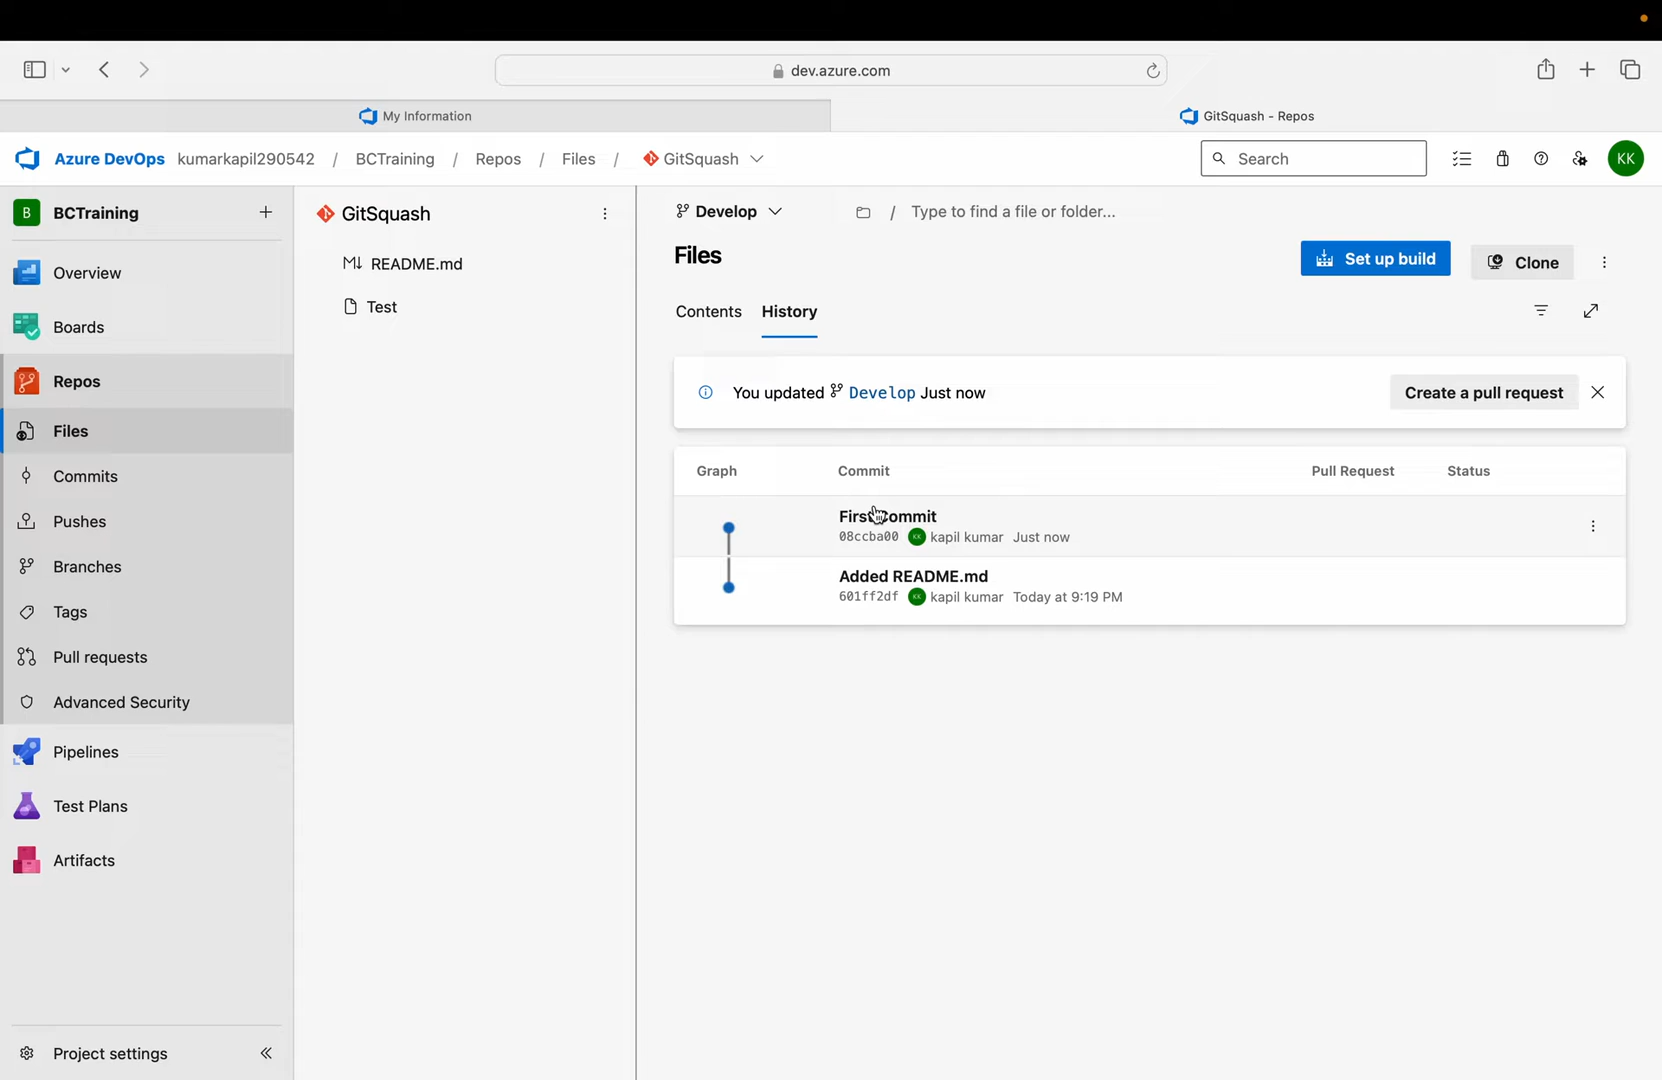 dev.azure.com
My Information
GitSquash - Repos
Azure DevOps kumarkapil290542 / BCTraining / Repos / Files / GitSquash
Search
KK
B BCTraining
Overview
Boards
Repos
Files
Commits
Pushes
Branches
Tags
Pull requests
Advanced Security
Pipelines
Test Plans
Artifacts
Project settings
GitSquash
README.md
Test
Develop
/ Type to find a file or folder...
Files
Set up build
Clone
Contents History
You updated Develop Just now
Create a pull request
Graph Commit Pull Request Status
First Commit
08ccba00 KK kapil kumar Just now
Added README.md
601ff2df KK kapil kumar Today at 9:19 PM